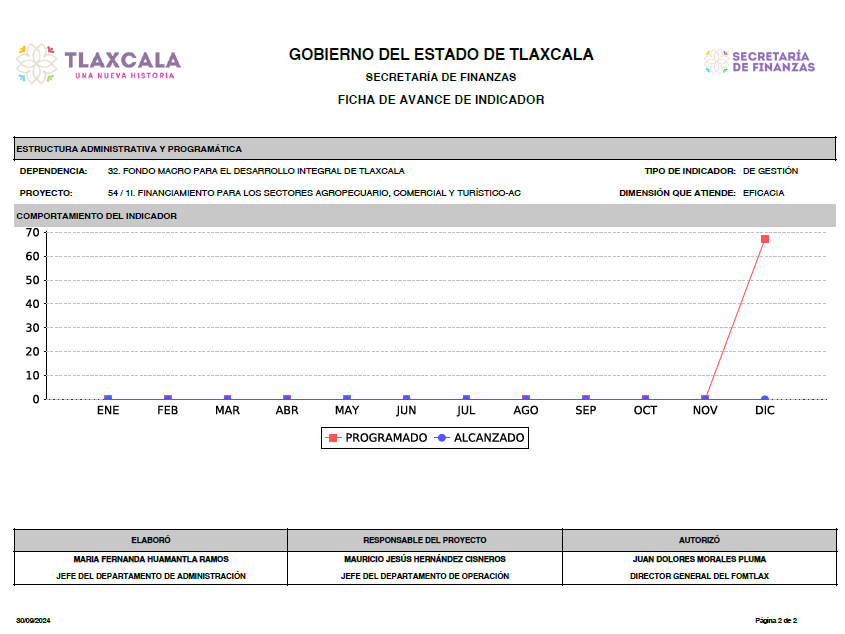 TLAXCALA
UNA NUEVA HISTORIA
GOBIERNO DEL ESTADO DE TLAXCALA
SECRETARÍA DE FINANZAS
FICHA DE AVANCE DE INDICADOR
SECRETARÍA
DE FINANZAS
ESTRUCTURA ADMINISTRATIVA Y PROGRAMÁTICA
DEPENDENCIA: 32. FONDO MACRO PARA EL DESARROLLO INTEGRAL DE TLAXCALA TIPO DE INDICADOR: DE GESTIÓN
PROYECTO: 54 / 1I. FINANCIAMIENTO PARA LOS SECTORES AGROPECUARIO, COMERCIAL Y TURÍSTICO-AC DIMENSIÓN QUE ATIENDE: EFICACIA
COMPORTAMIENTO DEL INDICADOR
70
60
50
40
30
20
10
0
ENE FEB MAR ABR MAY JUN JUL AGO SEP OCT NOV DIC
PROGRAMADO ALCANZADO
ELABORÓ RESPONSABLE DEL PROYECTO AUTORIZÓ
MARIA FERNANDA HUAMANTLA RAMOS MAURICIO JESÚS HERNÁNDEZ CISNEROS JUAN DOLORES MORALES PLUMA
JEFE DEL DEPARTAMENTO DE ADMINISTRACIÓN JEFE DEL DEPARTAMENTO DE OPERACIÓN DIRECTOR GENERAL DEL FOMTLAX
30/09/2024 Página 2 de 2